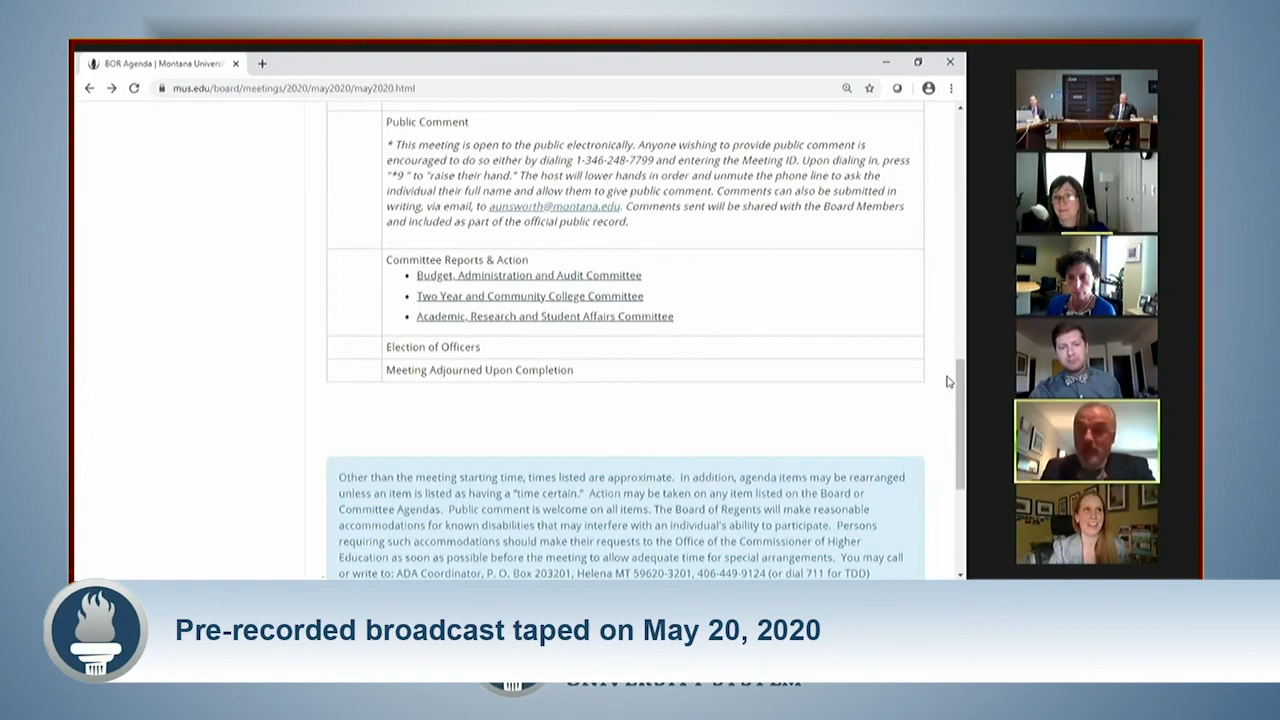 BOR Agenda | Montana Universi
mus.edu/board/meetings/2020/may2020/may2020.html
Public Comment
* This meeting is open to the public electronically. Anyone wishing to provide public comment is
encouraged to do so either by dialing 1-346-248-7799 and entering the Meeting ID. Upon dialing in, press
"*9 " to "raise their hand." The host will lower hands in order and unmute the phone line to ask the
individual their full name and allow them to give public comment. Comments can also be submitted in
writing, via email, to aunsworth@montana.edu. Comments sent will be shared with the Board Members
and included as part of the official public record.
Committee Reports & Action
• Budget, Administration and Audit Committee
• Two Year and Community College Committee
• Academic, Research and Student Affairs Committee
Election of Officers
Meeting Adjourned Upon Completion
Other than the meeting starting time, times listed are approximate. In addition, agenda items may be rearranged
unless an item is listed as having a "time certain." Action may be taken on any item listed on the Board or
Committee Agendas. Public comment is welcome on all items. The Board of Regents will make reasonable
accommodations for known disabilities that may interfere with an individual's ability to participate. Persons
requiring such accommodations should make their requests to the Office of the Commissioner of Higher
Education as soon as possible before the meeting to allow adequate time for special arrangements. You may call
or write to: ADA Coordinator, P. O. Box 203201, Helena MT 59620-3201, 406-449-9124 (or dial 711 for TDD)
Pre-recorded broadcast taped on May 20, 2020